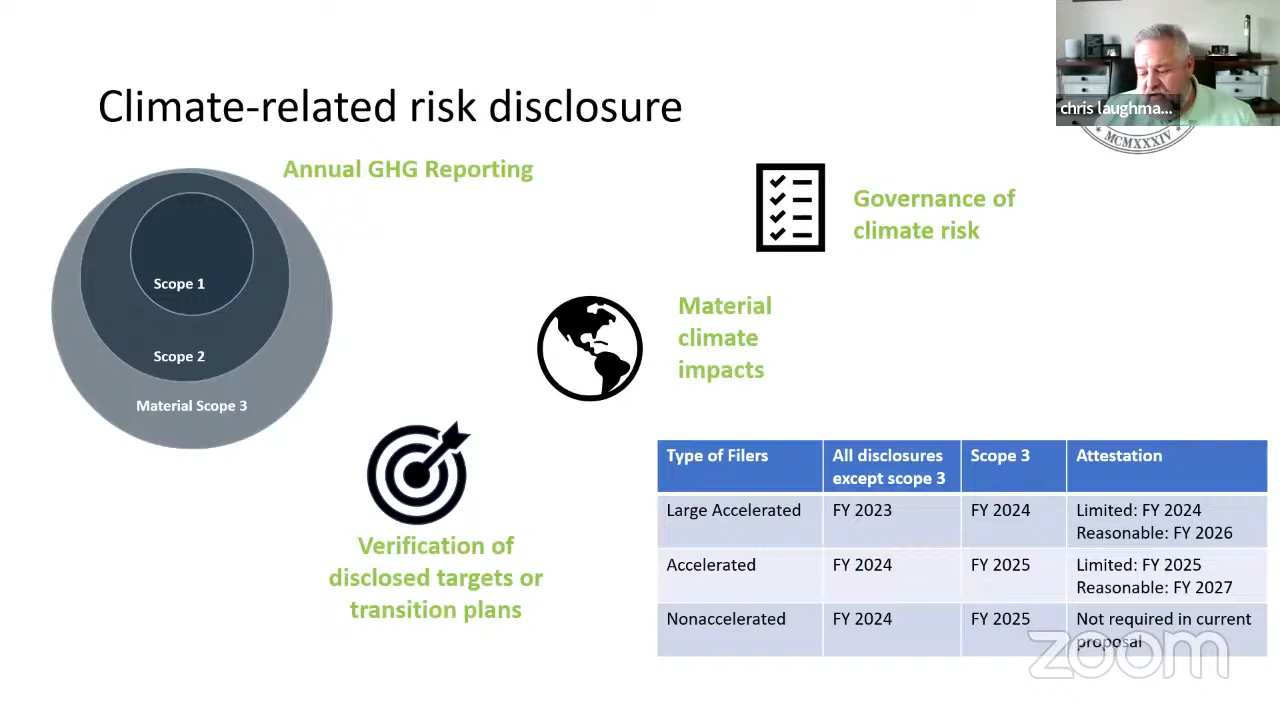 Climate-related risk disclosure
chris laughma...
MCMXXXIV
Annual GHG Reporting
Scope 1
Scope 2
Material Scope 3
Governance of
climate risk
Material
climate
impacts
Verification of
disclosed targets or
transition plans
Type of Filers All disclosures except scope 3 Scope 3 Attestation
Large Accelerated FY 2023 FY 2024 Limited: FY 2024
Reasonable: FY 2026
Accelerated FY 2024 FY 2025 Limited: FY 2025
Reasonable: FY 2027
Nonaccelerated FY 2024 FY 2025 Not required in current
proposal
zoom